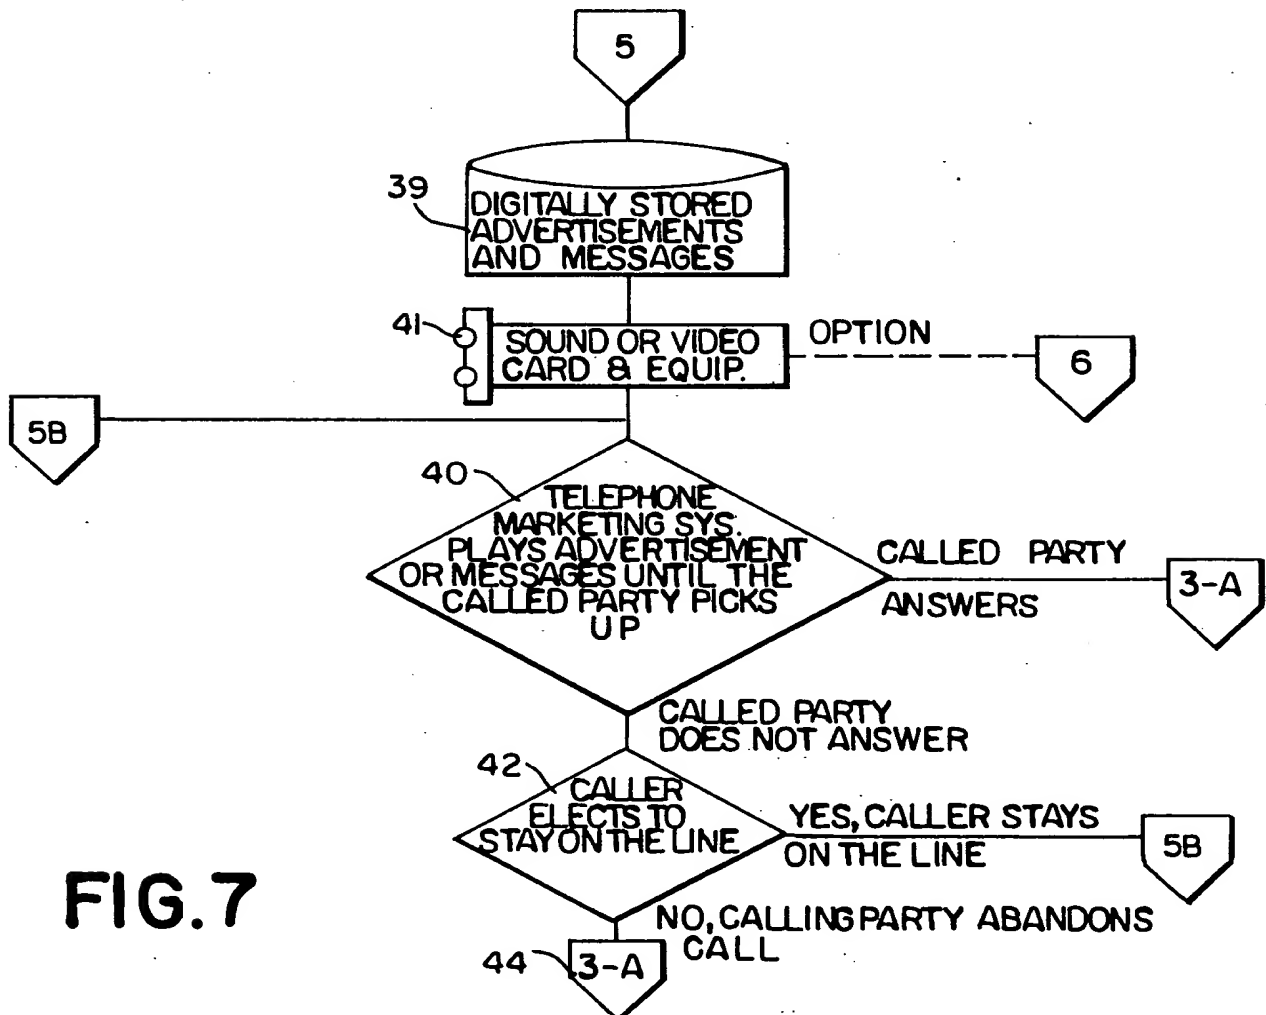 5
39
DIGITALLY STORED
ADVERTISEMENTS
AND MESSAGES
41
SOUND OR VIDEO
CARD & EQUIP.
OPTION
6
5B
40
TELEPHONE
MARKETING SYS.
PLAYS ADVERTISEMENT
OR MESSAGES UNTIL THE
CALLED PARTY PICKS
UP
CALLED PARTY
ANSWERS
3-A
CALLED PARTY
DOES NOT ANSWER
42
CALLER
ELECTS TO
STAY ON THE LINE
YES, CALLER STAYS
ON THE LINE
5B
NO, CALLING PARTY ABANDONS
CALL
44
3-A
FIG.7